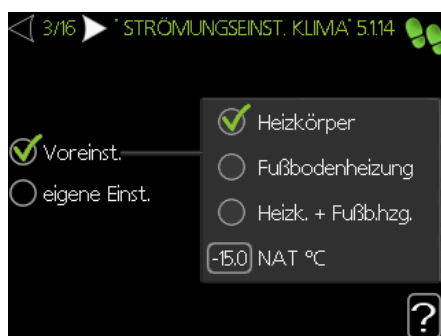 3/16 "STRÖMUNGSEINST. KLIMA" 5.1.14
Voreinst.
eigene Einst.
Heizkörper
Fußbodenheizung
Heizk. + Fußb.hzg.
-15.0 NAT °C
?